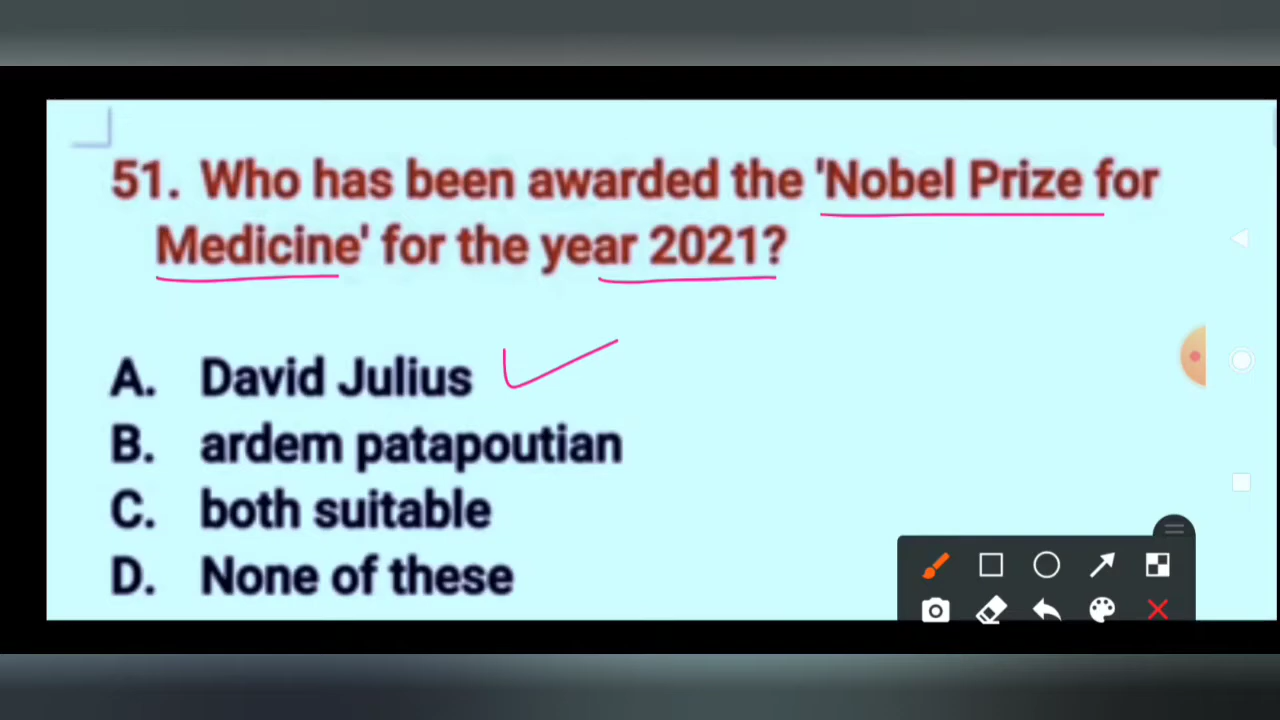 51. Who has been awarded the 'Nobel Prize for
Medicine' for the year 2021?
A. David Julius
B. ardem patapoutian
C. both suitable
D. None of these